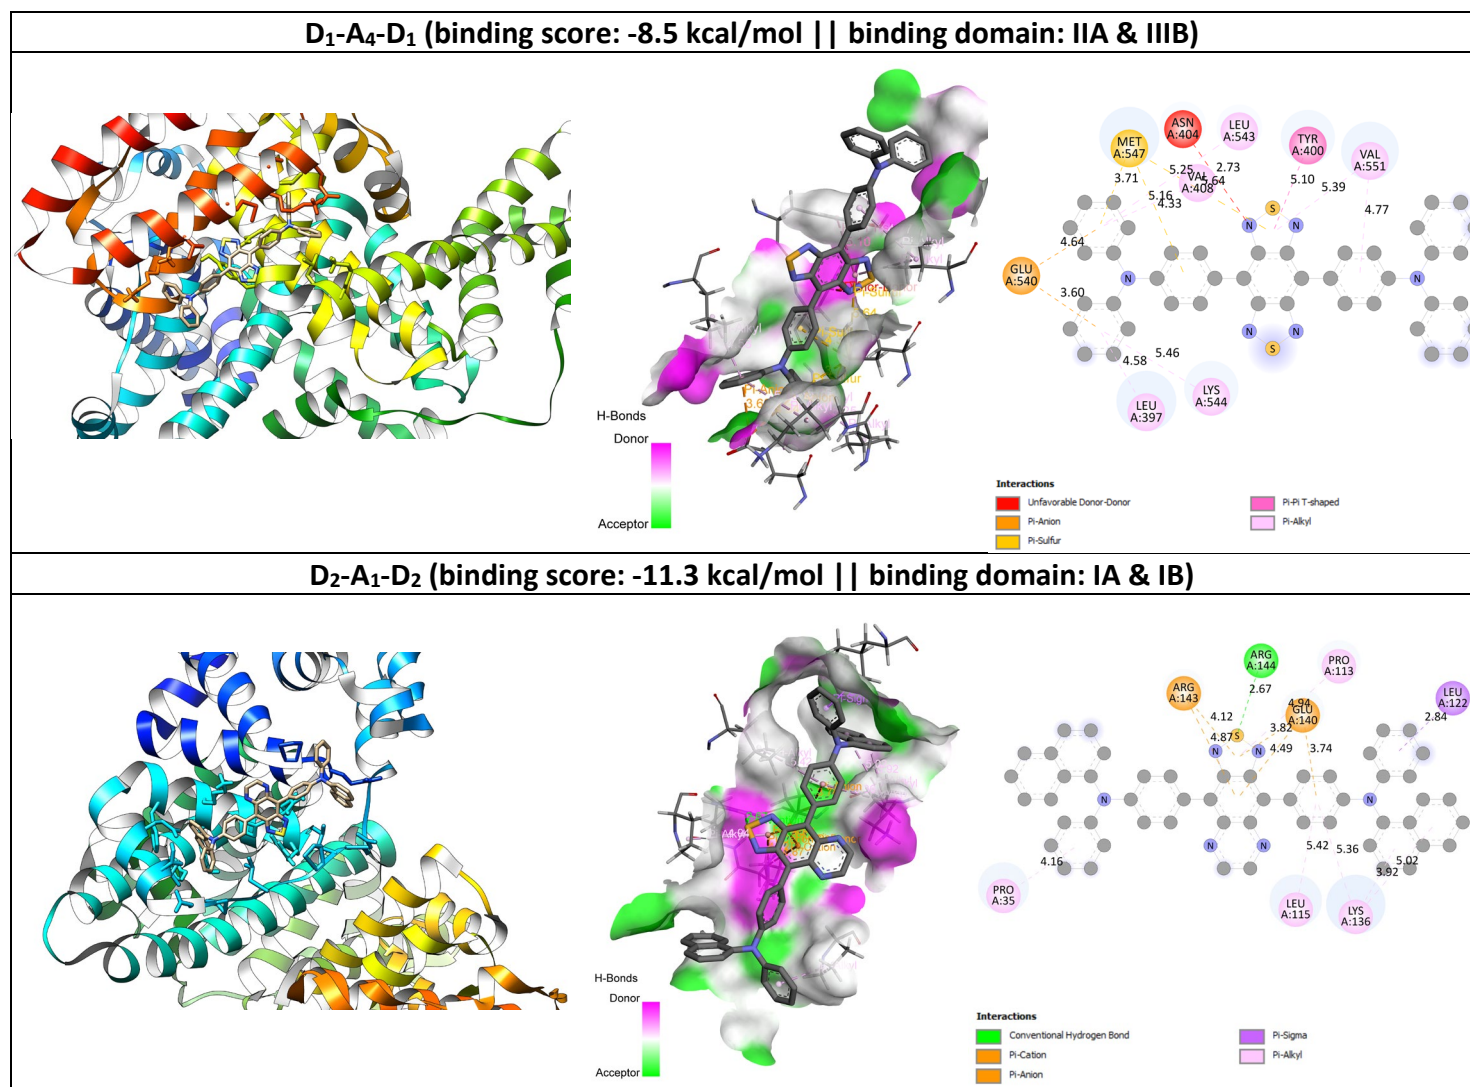 D₁-A₄-D₁ (binding score: -8.5 kcal/mol || binding domain: IIA & IIIB)
H-Bonds
Donor
Acceptor
3.6
MET
A:547
ASN
A:404
LEU
A:543
TYR
A:400
VAL
A:551
VAL
A:408
GLU
A:540
LEU
A:397
LYS
A:544
3.71
5.25
2.73
5.64
5.16
4.33
5.10
5.39
4.77
4.64
3.60
4.58
5.46
S
N
N
N
N
N
N
S
Interactions
Unfavorable Donor-Donor
Pi-Anion
Pi-Sulfur
Pi-Pi T-shaped
Pi-Alkyl
D₂-A₁-D₂ (binding score: -11.3 kcal/mol || binding domain: IA & IB)
H-Bonds
Donor
Acceptor
ARG
A:144
PRO
A:113
ARG
A:143
GLU
A:140
LEU
A:122
PRO
A:35
LEU
A:115
LYS
A:136
2.67
4.94
2.84
4.12
4.87
3.82
4.49
3.74
4.16
5.42
5.36
5.02
3.92
S
N
N
N
N
N
N
Interactions
Conventional Hydrogen Bond
Pi-Cation
Pi-Anion
Pi-Sigma
Pi-Alkyl